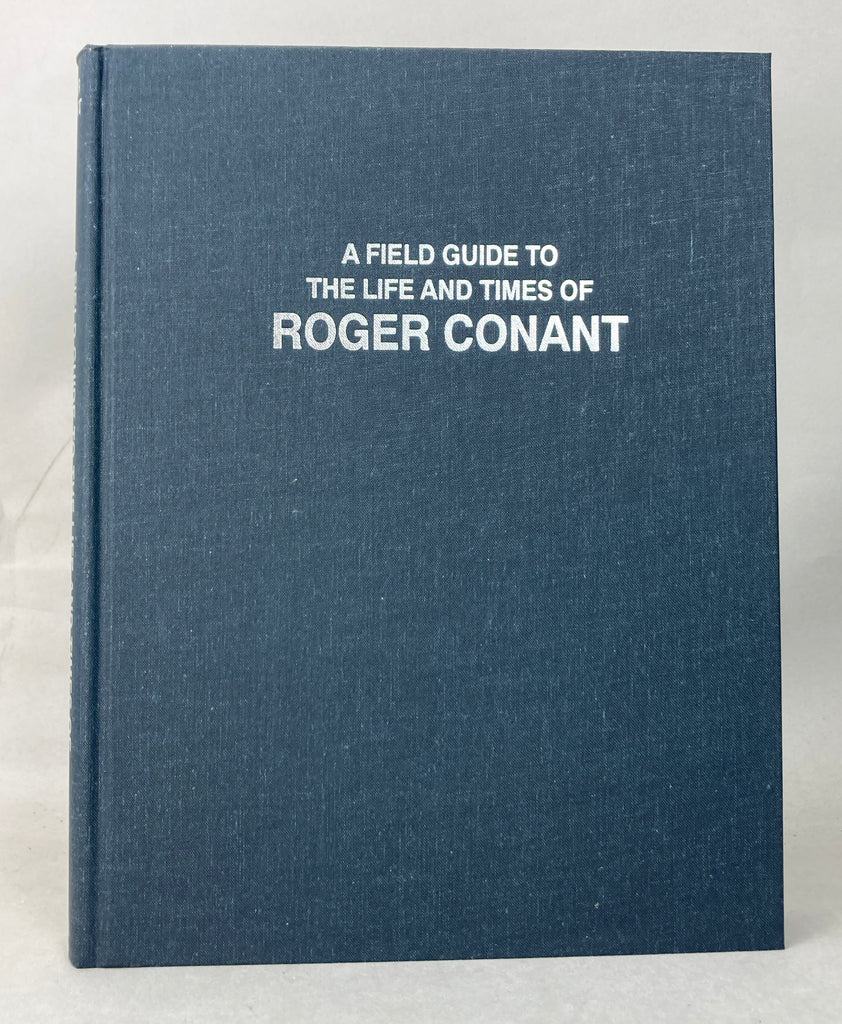 A FIELD GUIDE TO
THE LIFE AND TIMES OF
ROGER CONANT